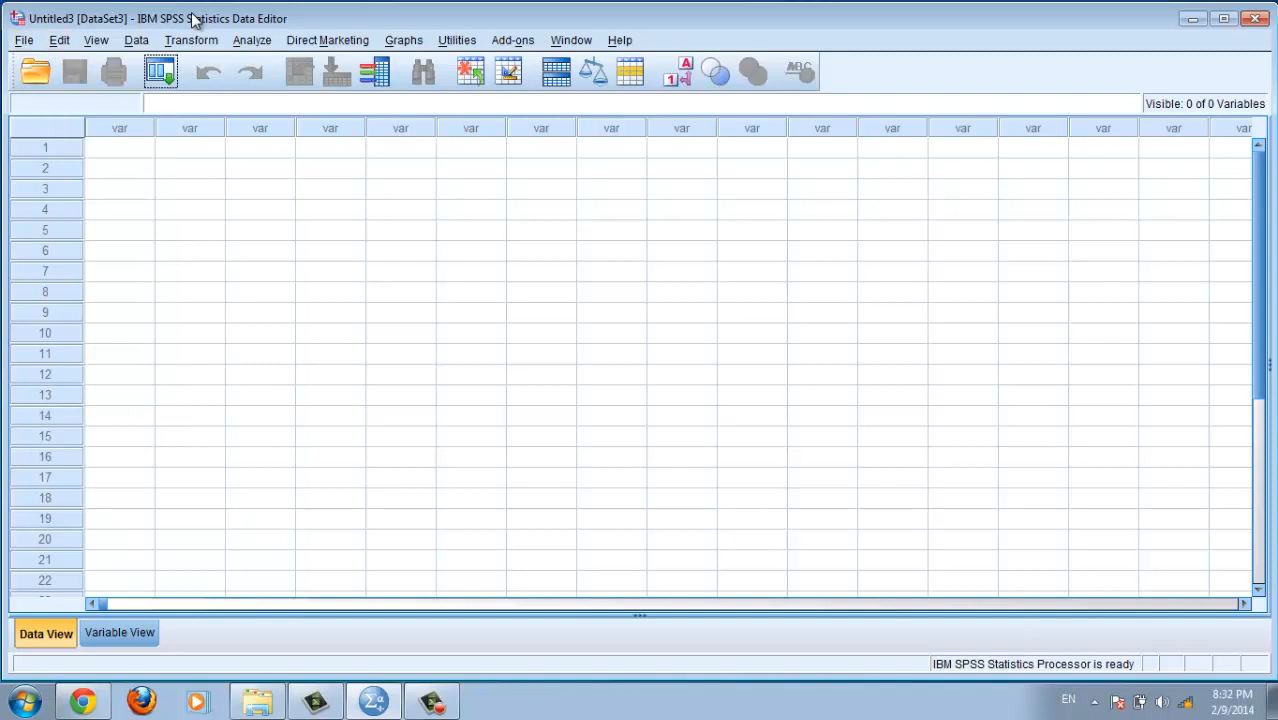 Untitled3 [DataSet3] - IBM SPSS Statistics Data Editor
File Edit View Data Transform Analyze Direct Marketing Graphs Utilities Add-ons Window Help
A
1
ABC
Visible: 0 of 0 Variables
var var var var var var var var var var var var var var var var var
1
2
3
4
5
6
7
8
9
10
11
12
13
14
15
16
17
18
19
20
21
22
Data View Variable View
IBM SPSS Statistics Processor is ready
EN
8:32 PM
2/9/2014